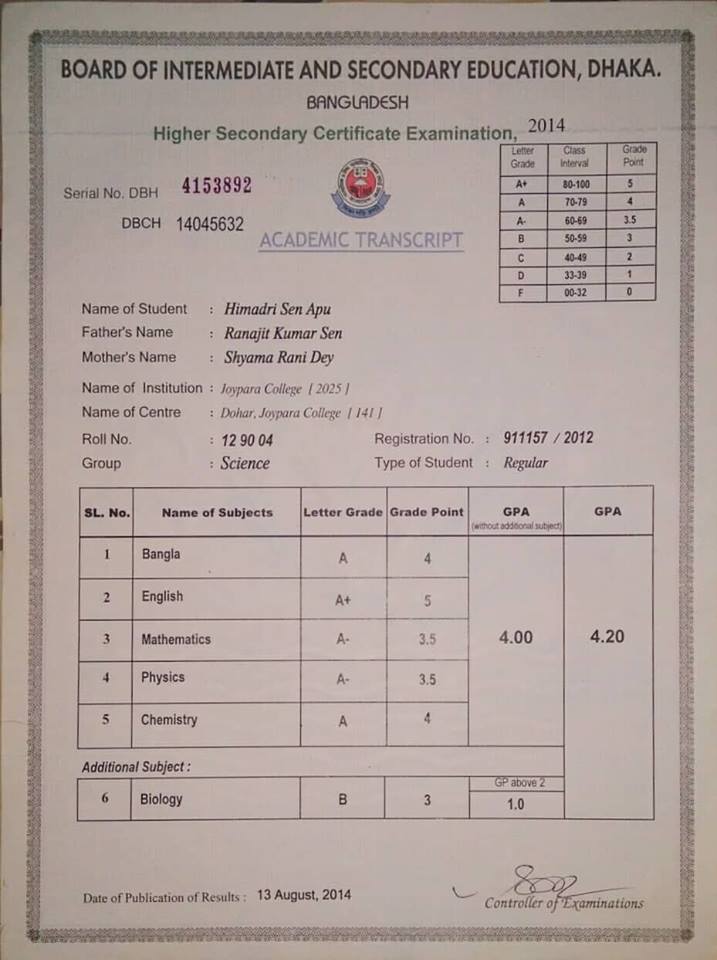 BOARD OF INTERMEDIATE AND SECONDARY EDUCATION, DHAKA.
BANGLADESH
Higher Secondary Certificate Examination, 2014
Letter Grade Class Interval Grade Point
A+ 80-100 5
A 70-79 4
A- 60-69 3.5
B 50-59 3
C 40-49 2
D 33-39 1
F 00-32 0
Serial No. DBH 4153892
DBCH 14045632
ACADEMIC TRANSCRIPT
Name of Student : Himadri Sen Apu
Father's Name : Ranajit Kumar Sen
Mother's Name : Shyama Rani Dey
Name of Institution : Joypara College [ 2025 ]
Name of Centre : Dohar, Joypara College [ 141 ]
Roll No. : 12 90 04 Registration No. : 911157 / 2012
Group : Science Type of Student : Regular
SL. No. Name of Subjects Letter Grade Grade Point GPA (without additional subject) GPA
1 Bangla A 4
2 English A+ 5
3 Mathematics A- 3.5 4.00 4.20
4 Physics A- 3.5
5 Chemistry A 4
Additional Subject :
6 Biology B 3 GP above 2 1.0
Date of Publication of Results : 13 August, 2014
Controller of Examinations